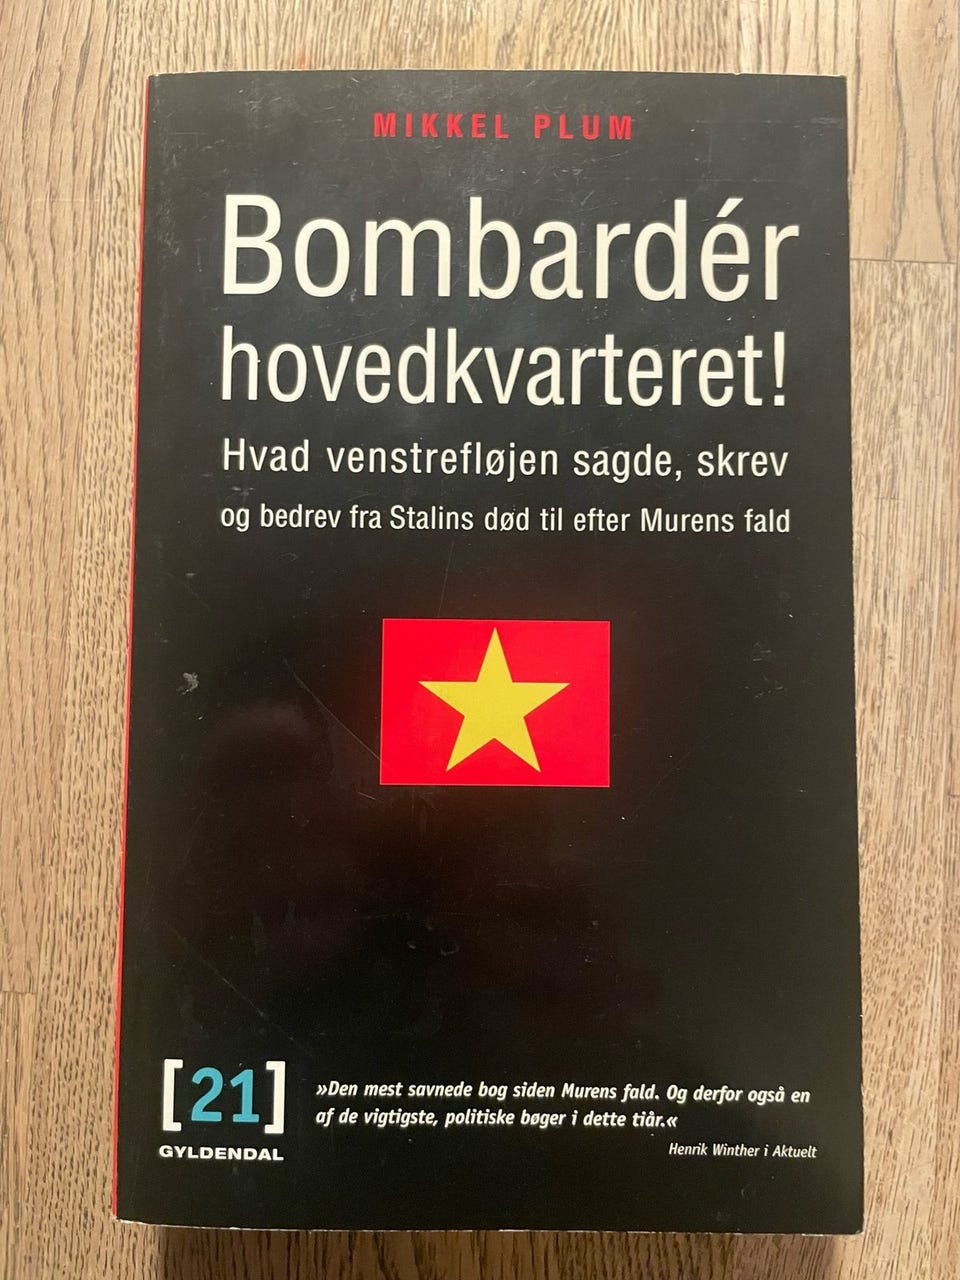 MIKKEL PLUM
Bombardér
hovedkvarteret!
Hvad venstrefløjen sagde, skrev
og bedrev fra Stalins død til efter Murens fald
[21]
GYLDENDAL
»Den mest savnede bog siden Murens fald. Og derfor også en
af de vigtigste, politiske bøger i dette tiår.«
Henrik Winther i Aktuelt